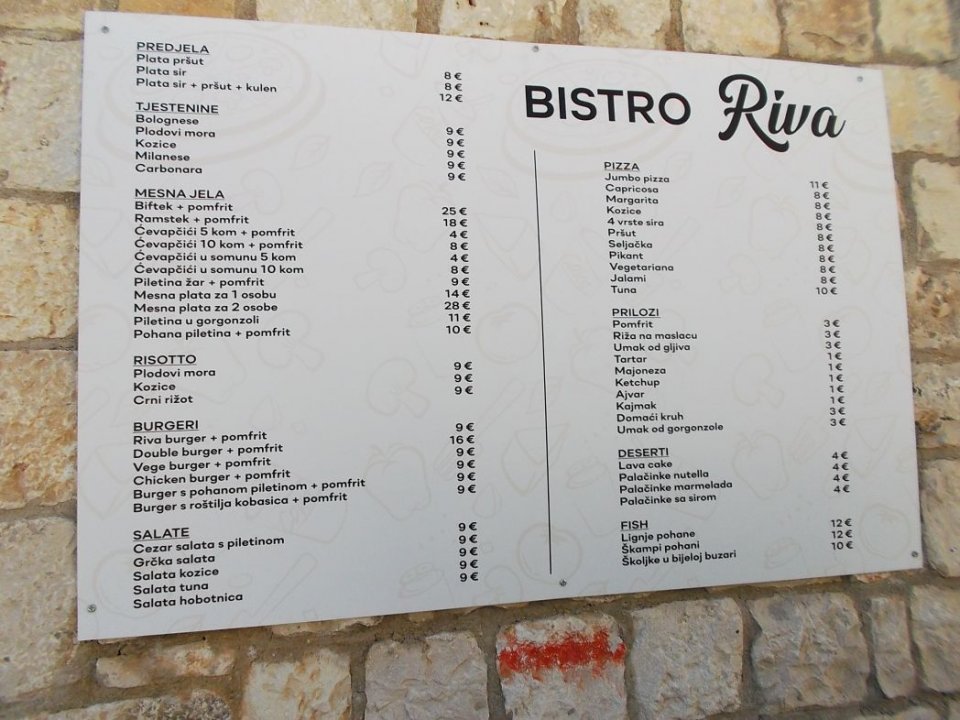 BISTRO Riva
PREDJELA
Plata pršut 8 €
Plata sir 8 €
Plata sir + pršut + kulen 12 €
TJESTENINE
Bolognese 9 €
Plodovi mora 9 €
Kozice 9 €
Milanese 9 €
Carbonara 9 €
MESNA JELA
Biftek + pomfrit 25 €
Ramstek + pomfrit 18 €
Ćevapčići 5 kom + pomfrit 4 €
Ćevapčići 10 kom + pomfrit 8 €
Ćevapčići u somunu 5 kom 4 €
Ćevapčići u somunu 10 kom 8 €
Piletina žar + pomfrit 9 €
Mesna plata za 1 osobu 14 €
Mesna plata za 2 osobe 28 €
Piletina u gorgonzoli 11 €
Pohana piletina + pomfrit 10 €
RISOTTO
Plodovi mora 9 €
Kozice 9 €
Crni rižot 9 €
BURGERI
Riva burger + pomfrit 9 €
Double burger + pomfrit 16 €
Vege burger + pomfrit 9 €
Chicken burger + pomfrit 9 €
Burger s pohanom piletinom + pomfrit 9 €
Burger s roštilja kobasica + pomfrit 9 €
SALATE
Cezar salata s piletinom 9 €
Grčka salata 9 €
Salata kozice 9 €
Salata tuna 9 €
Salata hobotnica 9 €
PIZZA
Jumbo pizza 11 €
Capricosa 8 €
Margarita 8 €
Kozice 8 €
4 vrste sira 8 €
Pršut 8 €
Seljačka 8 €
Pikant 8 €
Vegetariana 8 €
Jalami 8 €
Tuna 10 €
PRILOZI
Pomfrit 3 €
Riža na maslacu 3 €
Umak od gljiva 3 €
Tartar 1 €
Majoneza 1 €
Ketchup 1 €
Ajvar 1 €
Kajmak 1 €
Domaći kruh 3 €
Umak od gorgonzole 3 €
DESERTI
Lava cake 4 €
Palačinke nutella 4 €
Palačinke marmelada 4 €
Palačinke sa sirom 4 €
FISH
Lignje pohane 12 €
Škampi pohani 12 €
Školjke u bijeloj buzari 10 €